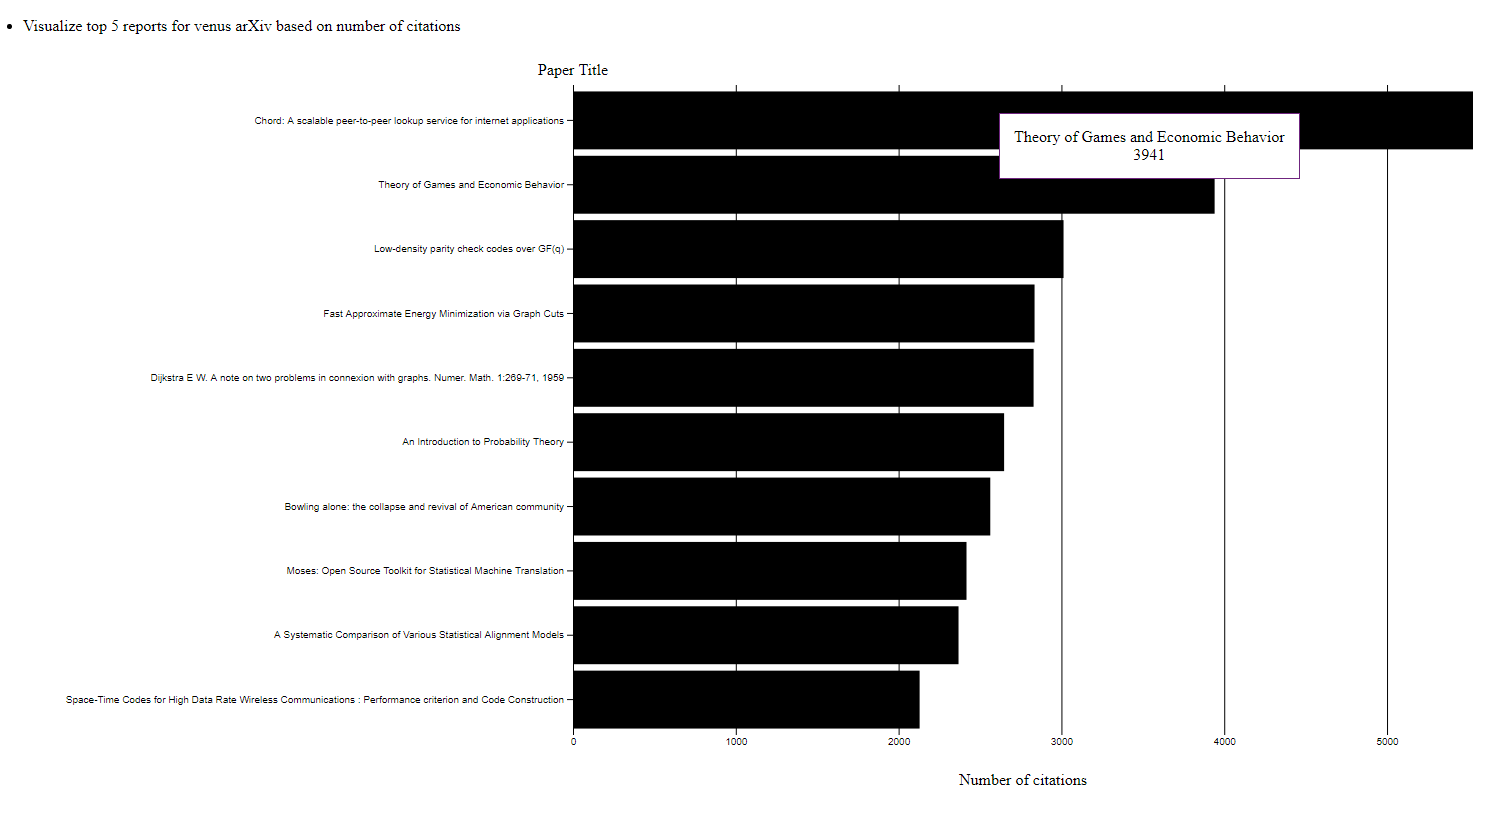 Visualize top 5 reports for venus arXiv based on number of citations
Paper Title
Chord: A scalable peer-to-peer lookup service for internet applications
Theory of Games and Economic Behavior
3941
Theory of Games and Economic Behavior
Low-density parity check codes over GF(q)
Fast Approximate Energy Minimization via Graph Cuts
Dijkstra E W. A note on two problems in connexion with graphs. Numer. Math. 1:269-71, 1959
An Introduction to Probability Theory
Bowling alone: the collapse and revival of American community
Moses: Open Source Toolkit for Statistical Machine Translation
A Systematic Comparison of Various Statistical Alignment Models
Space-Time Codes for High Data Rate Wireless Communications : Performance criterion and Code Construction
0 1000 2000 3000 4000 5000
Number of citations